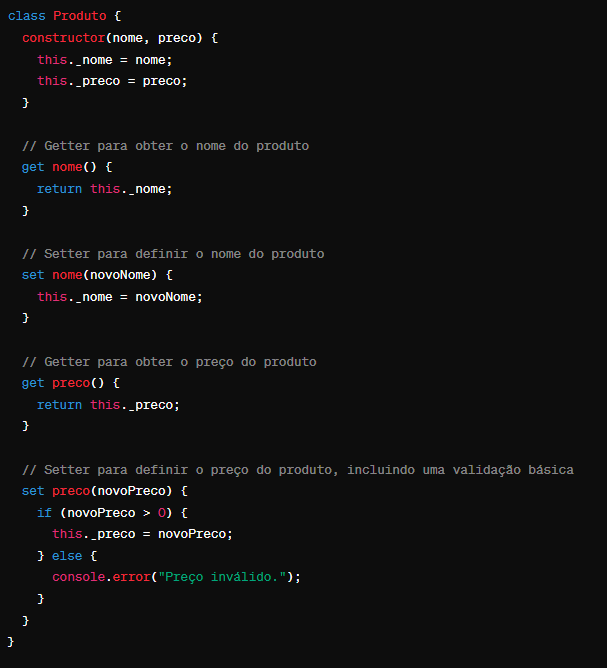 class Produto {
  constructor(nome, preco) {
    this._nome = nome;
    this._preco = preco;
  }

  // Getter para obter o nome do produto
  get nome() {
    return this._nome;
  }

  // Setter para definir o nome do produto
  set nome(novoNome) {
    this._nome = novoNome;
  }

  // Getter para obter o preço do produto
  get preco() {
    return this._preco;
  }

  // Setter para definir o preço do produto, incluindo uma validação básica
  set preco(novoPreco) {
    if (novoPreco > 0) {
      this._preco = novoPreco;
    } else {
      console.error("Preço inválido.");
    }
  }
}